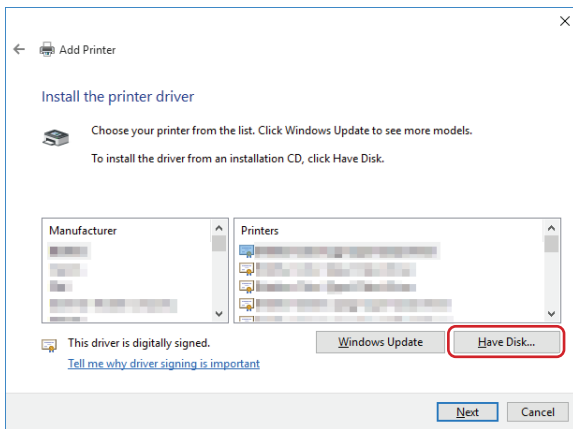 Add Printer
Install the printer driver
Choose your printer from the list. Click Windows Update to see more models.
To install the driver from an installation CD, click Have Disk.
Manufacturer
Printers
This driver is digitally signed.
Tell me why driver signing is important
Windows Update
Have Disk...
Next
Cancel